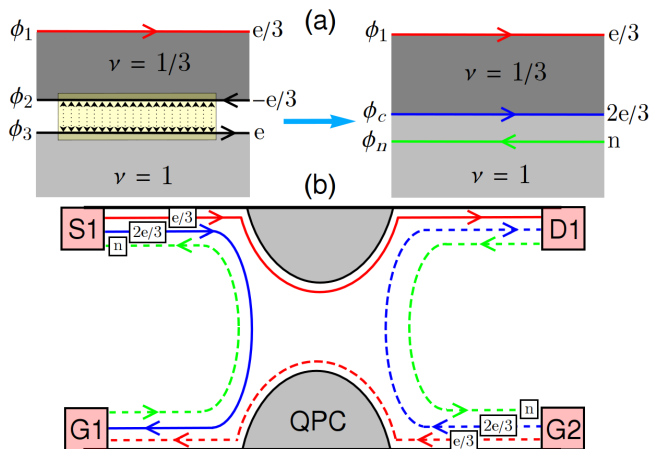 (a)
ϕ₁ e/3
ν = 1/3
ϕ₂ −e/3
ϕ₃ e
ν = 1
ϕ₁ e/3
ν = 1/3
ϕc 2e/3
ϕn n
ν = 1
(b)
S1 e/3 D1
2e/3
n
QPC
n
G1 2e/3 G2
e/3